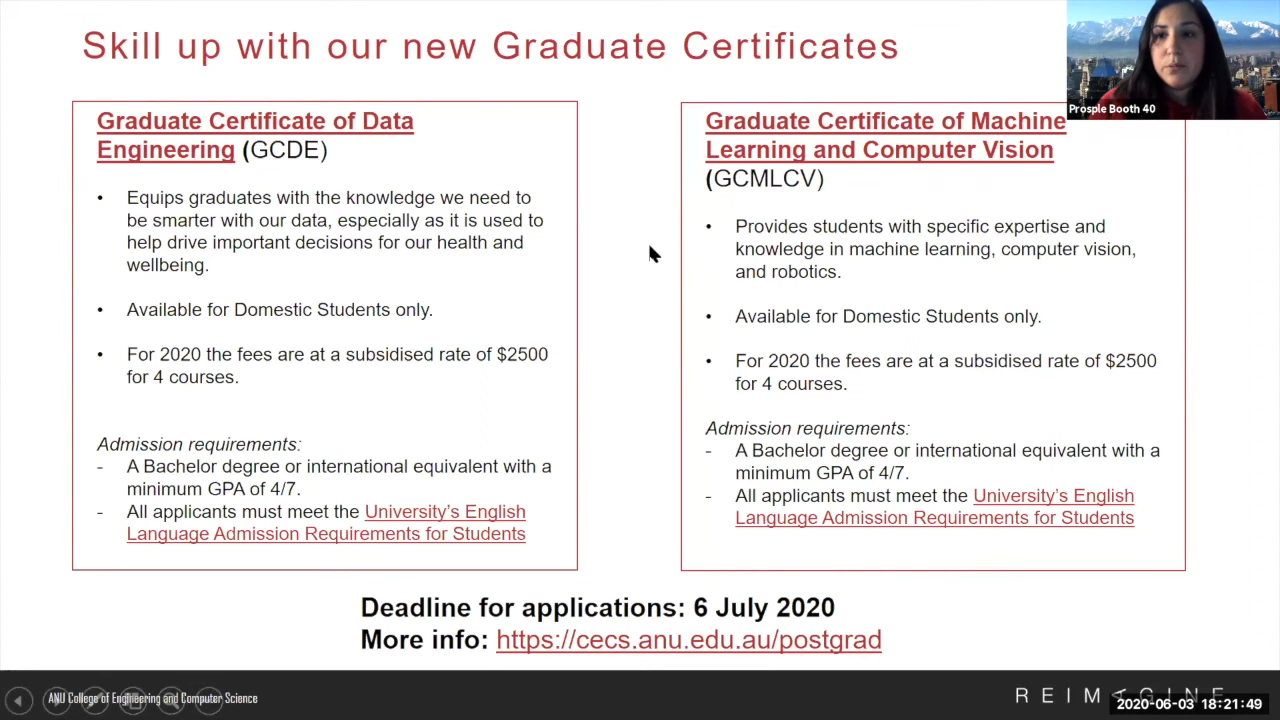 Skill up with our new Graduate Certificates
Prosple Booth 40
Graduate Certificate of Data
Engineering (GCDE)
• Equips graduates with the knowledge we need to
be smarter with our data, especially as it is used to
help drive important decisions for our health and
wellbeing.
• Available for Domestic Students only.
• For 2020 the fees are at a subsidised rate of $2500
for 4 courses.
Admission requirements:
- A Bachelor degree or international equivalent with a
minimum GPA of 4/7.
- All applicants must meet the University’s English
Language Admission Requirements for Students
Graduate Certificate of Machine
Learning and Computer Vision
(GCMLCV)
• Provides students with specific expertise and
knowledge in machine learning, computer vision,
and robotics.
• Available for Domestic Students only.
• For 2020 the fees are at a subsidised rate of $2500
for 4 courses.
Admission requirements:
- A Bachelor degree or international equivalent with a
minimum GPA of 4/7.
- All applicants must meet the University’s English
Language Admission Requirements for Students
Deadline for applications: 6 July 2020
More info: https://cecs.anu.edu.au/postgrad
ANU College of Engineering and Computer Science
REIMAGINE
2020-06-03 18:21:49